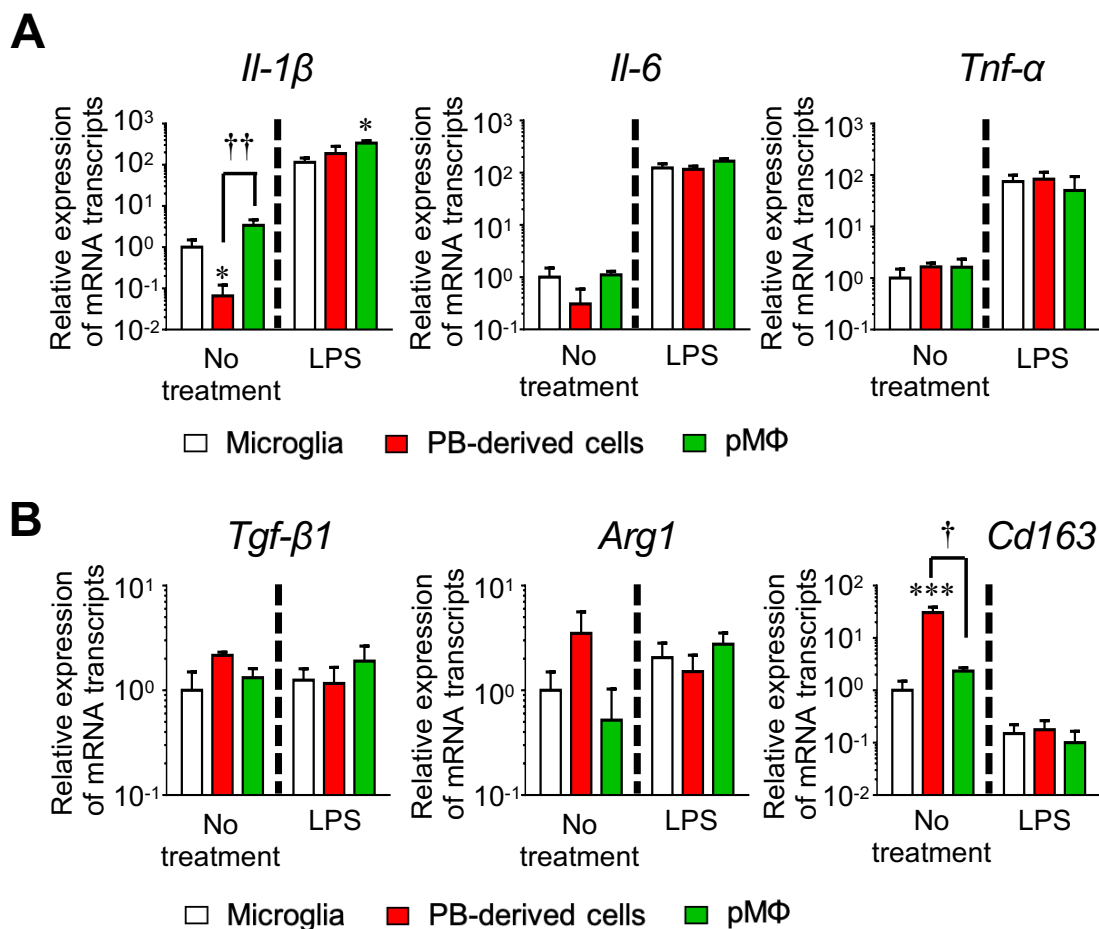 A
Il-1β
Il-6
Tnf-α
Relative expression
of mRNA transcripts
10³
10²
10¹
10⁰
10⁻¹
10⁻²
*
††
*
No
treatment
LPS
Relative expression
of mRNA transcripts
10³
10²
10¹
10⁰
10⁻¹
No
treatment
LPS
Relative expression
of mRNA transcripts
10³
10²
10¹
10⁰
10⁻¹
No
treatment
LPS
Microglia PB-derived cells pMΦ
B
Tgf-β1
Arg1
Cd163
Relative expression
of mRNA transcripts
10¹
10⁰
10⁻¹
No
treatment
LPS
Relative expression
of mRNA transcripts
10¹
10⁰
10⁻¹
No
treatment
LPS
Relative expression
of mRNA transcripts
10²
10¹
10⁰
10⁻¹
10⁻²
†
***
No
treatment
LPS
Microglia PB-derived cells pMΦ